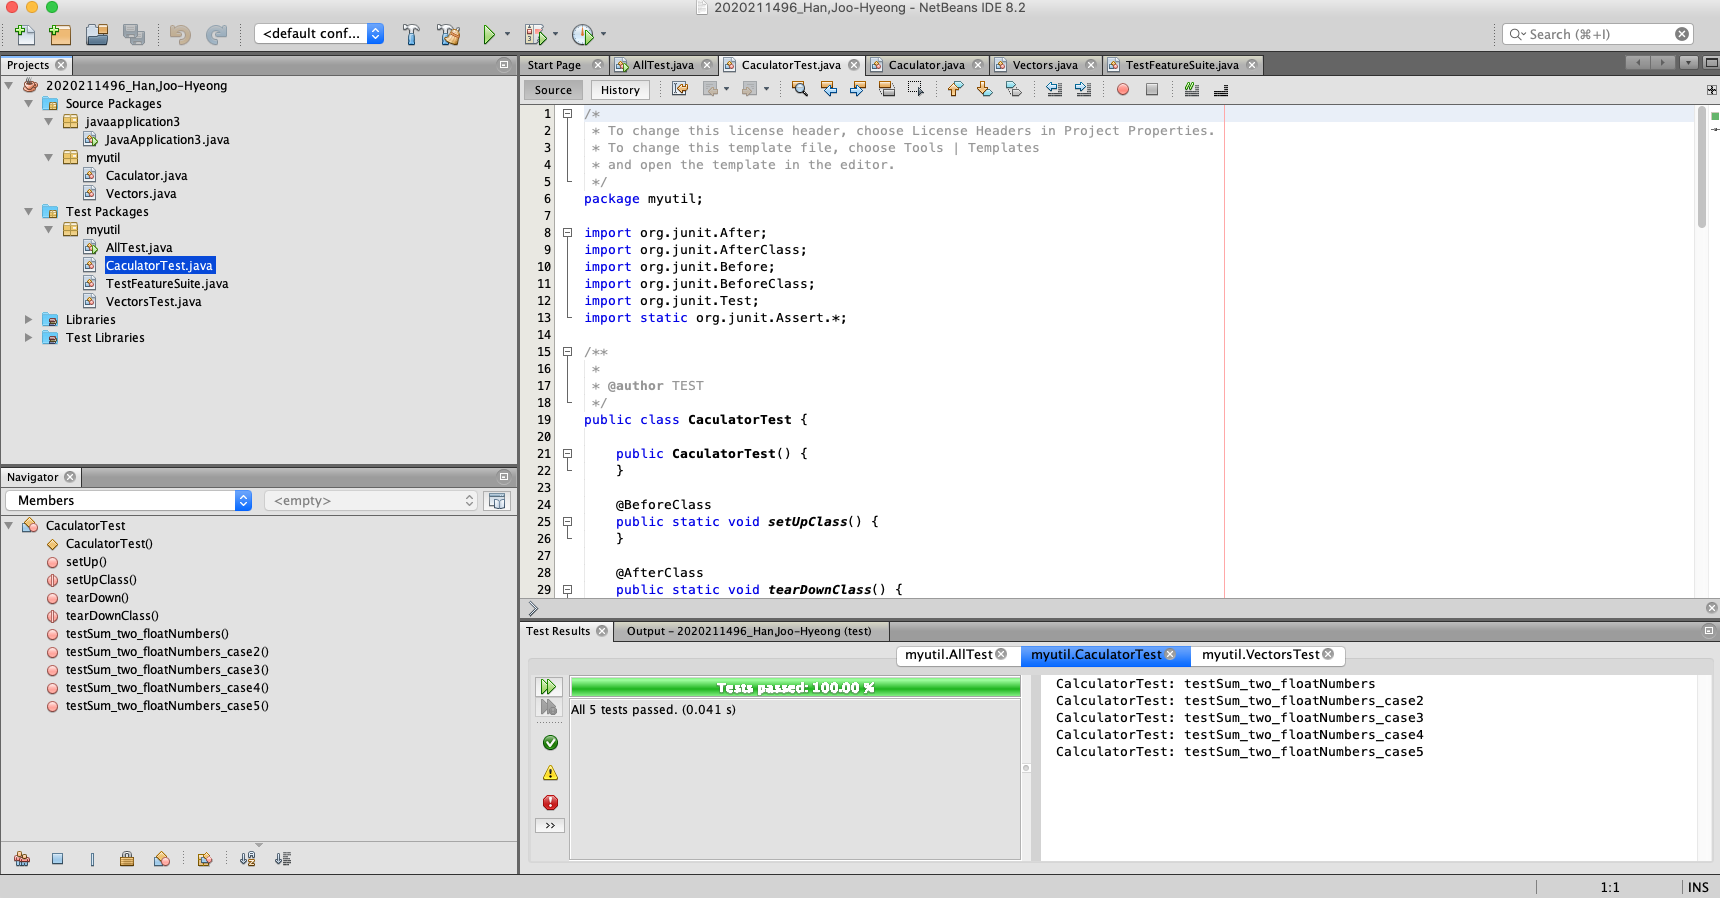 2020211496_Han,Joo-Hyeong - NetBeans IDE 8.2
<default conf...
Search (⌘+I)
Projects
2020211496_Han,Joo-Hyeong
Source Packages
javaapplication3
JavaApplication3.java
myutil
Caculator.java
Vectors.java
Test Packages
myutil
AllTest.java
CaculatorTest.java
TestFeatureSuite.java
VectorsTest.java
Libraries
Test Libraries
Navigator
Members
<empty>
CaculatorTest
CaculatorTest()
setUp()
setUpClass()
tearDown()
tearDownClass()
testSum_two_floatNumbers()
testSum_two_floatNumbers_case2()
testSum_two_floatNumbers_case3()
testSum_two_floatNumbers_case4()
testSum_two_floatNumbers_case5()
Start Page AllTest.java CaculatorTest.java Caculator.java Vectors.java TestFeatureSuite.java
Source History
1 /*
2 * To change this license header, choose License Headers in Project Properties.
3 * To change this template file, choose Tools | Templates
4 * and open the template in the editor.
5 */
6 package myutil;
7
8 import org.junit.After;
9 import org.junit.AfterClass;
10 import org.junit.Before;
11 import org.junit.BeforeClass;
12 import org.junit.Test;
13 import static org.junit.Assert.*;
14
15 /**
16 *
17 * @author TEST
18 */
19 public class CaculatorTest {
20
21 public CaculatorTest() {
22 }
23
24 @BeforeClass
25 public static void setUpClass() {
26 }
27
28 @AfterClass
29 public static void tearDownClass() {
Test Results Output - 2020211496_Han,Joo-Hyeong (test)
myutil.AllTest myutil.CaculatorTest myutil.VectorsTest
Tests passed: 100.00 %
All 5 tests passed. (0.041 s)
>>
CalculatorTest: testSum_two_floatNumbers
CalculatorTest: testSum_two_floatNumbers_case2
CalculatorTest: testSum_two_floatNumbers_case3
CalculatorTest: testSum_two_floatNumbers_case4
CalculatorTest: testSum_two_floatNumbers_case5
1:1 INS